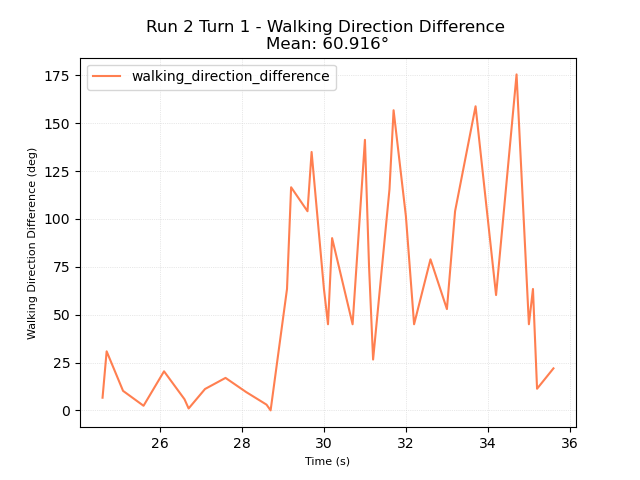 Run 2 Turn 1 - Walking Direction Difference
Mean: 60.916°
walking_direction_difference
175
150
125
100
75
50
25
0
Walking Direction Difference (deg)
26 28 30 32 34 36
Time (s)